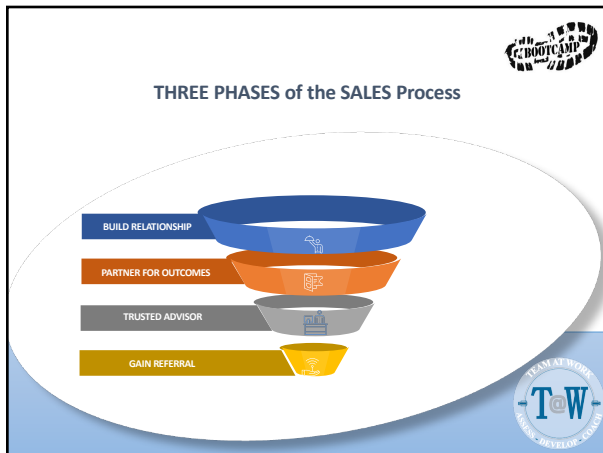 BOOTCAMP
THREE PHASES of the SALES Process
BUILD RELATIONSHIP
PARTNER FOR OUTCOMES
TRUSTED ADVISOR
GAIN REFERRAL
TEAM AT WORK
T@W
ASSESS - DEVELOP - COACH